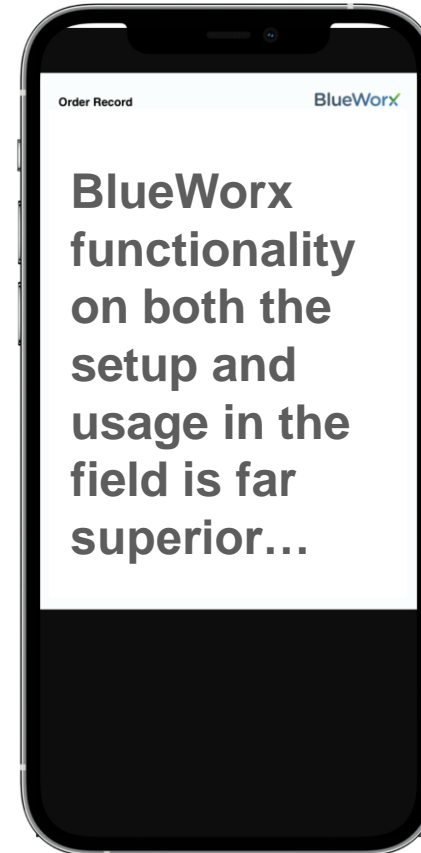 Order Record
BlueWorx
BlueWorx
functionality
on both the
setup and
usage in the
field is far
superior…